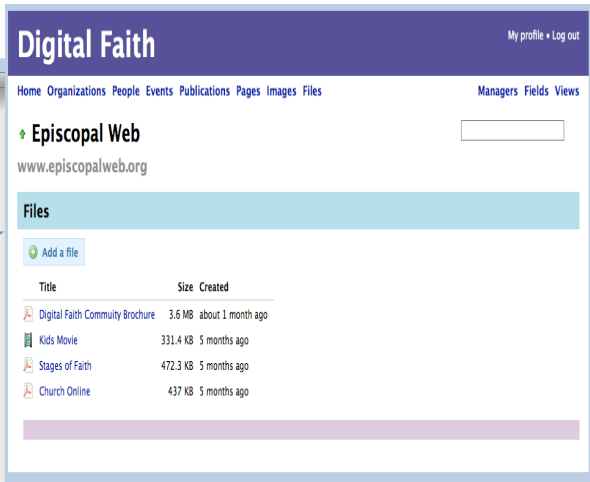 Digital Faith
My profile • Log out
Home Organizations People Events Publications Pages Images Files
Managers Fields Views
Episcopal Web
www.episcopalweb.org
Files
Add a file
Title Size Created
Digital Faith Commuity Brochure 3.6 MB about 1 month ago
Kids Movie 331.4 KB 5 months ago
Stages of Faith 472.3 KB 5 months ago
Church Online 437 KB 5 months ago